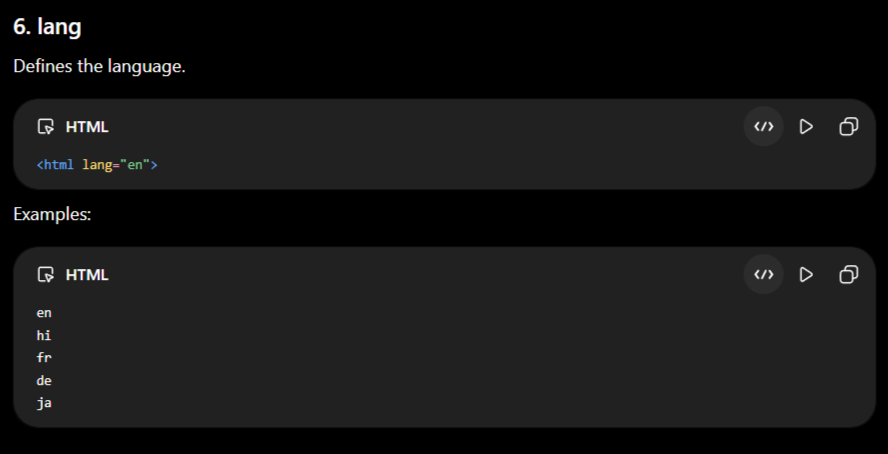 6. lang
Defines the language.
HTML
<html lang="en">
Examples:
HTML
en
hi
fr
de
ja